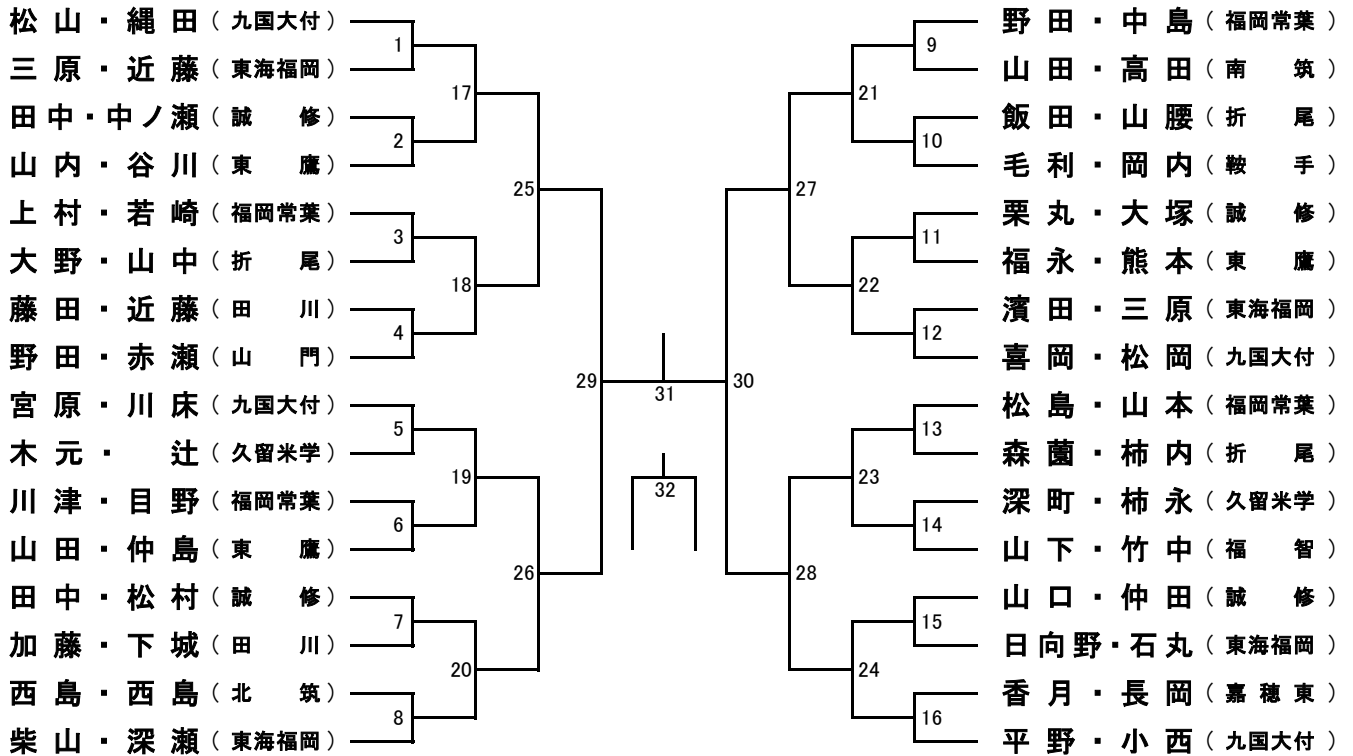 松山・縄田(九国大付)
三原・近藤(東海福岡)
田中・中ノ瀬(誠修)
山内・谷川(東鷹)
上村・若崎(福岡常葉)
大野・山中(折尾)
藤田・近藤(田川)
野田・赤瀬(山門)
宮原・川床(九国大付)
木元・辻(久留米学)
川津・目野(福岡常葉)
山田・仲島(東鷹)
田中・松村(誠修)
加藤・下城(田川)
西島・西島(北筑)
柴山・深瀬(東海福岡)
1
2
3
4
5
6
7
8
17
18
19
20
25
26
29
31
32
30
27
28
21
22
23
24
9
10
11
12
13
14
15
16
野田・中島(福岡常葉)
山田・高田(南筑)
飯田・山腰(折尾)
毛利・岡内(鞍手)
栗丸・大塚(誠修)
福永・熊本(東鷹)
濱田・三原(東海福岡)
喜岡・松岡(九国大付)
松島・山本(福岡常葉)
森薗・柿内(折尾)
深町・柿永(久留米学)
山下・竹中(福智)
山口・仲田(誠修)
日向野・石丸(東海福岡)
香月・長岡(嘉穂東)
平野・小西(九国大付)